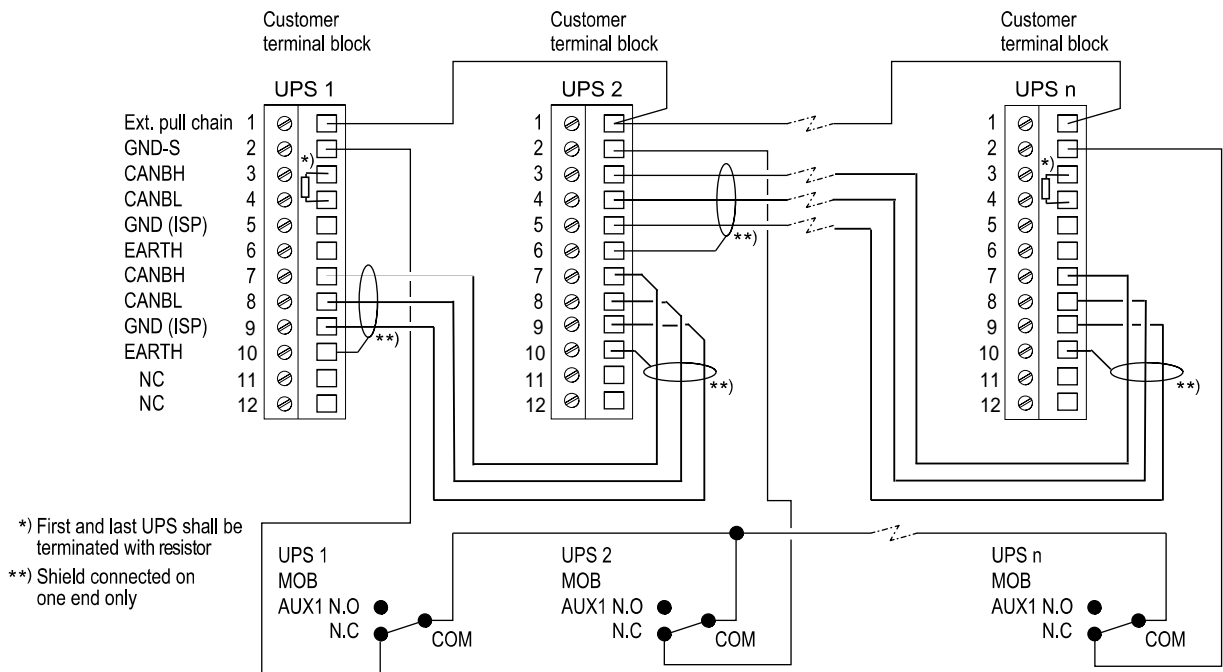 Customer
terminal block
Customer
terminal block
Customer
terminal block
UPS 1
UPS 2
UPS n
Ext. pull chain 1
GND-S 2
CANBH 3
CANBL 4
GND (ISP) 5
EARTH 6
CANBH 7
CANBL 8
GND (ISP) 9
EARTH 10
NC 11
NC 12
*)
**)
1
2
3
4
5
6
7
8
9
10
11
12
**)
**)
1
2
3
4
5
6
7
8
9
10
11
12
*)
**)
*) First and last UPS shall be
terminated with resistor
**) Shield connected on
one end only
UPS 1
MOB
AUX1 N.O
N.C
COM
UPS 2
MOB
AUX1 N.O
N.C
COM
UPS n
MOB
AUX1 N.O
N.C
COM